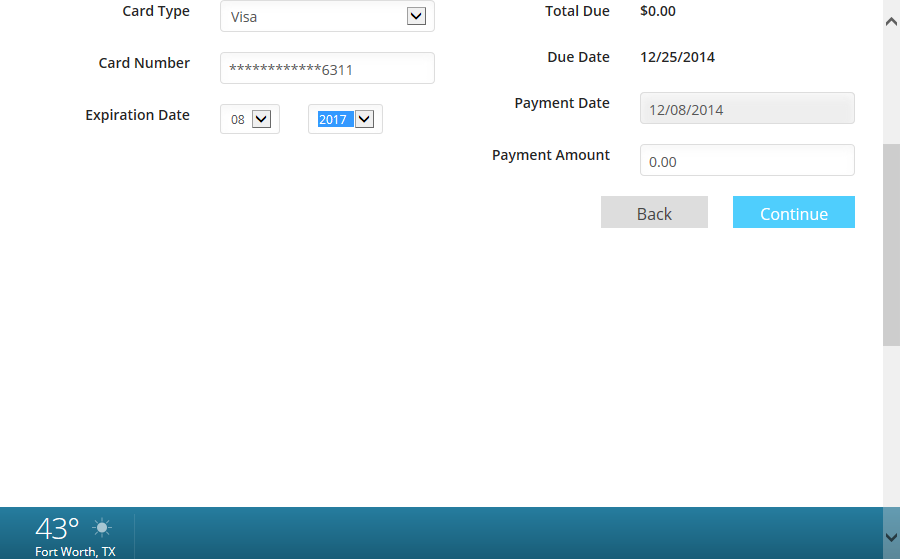 Card Type Visa
Card Number ************6311
Expiration Date 08 2017
Total Due $0.00
Due Date 12/25/2014
Payment Date 12/08/2014
Payment Amount 0.00
Back Continue
43°
Fort Worth, TX